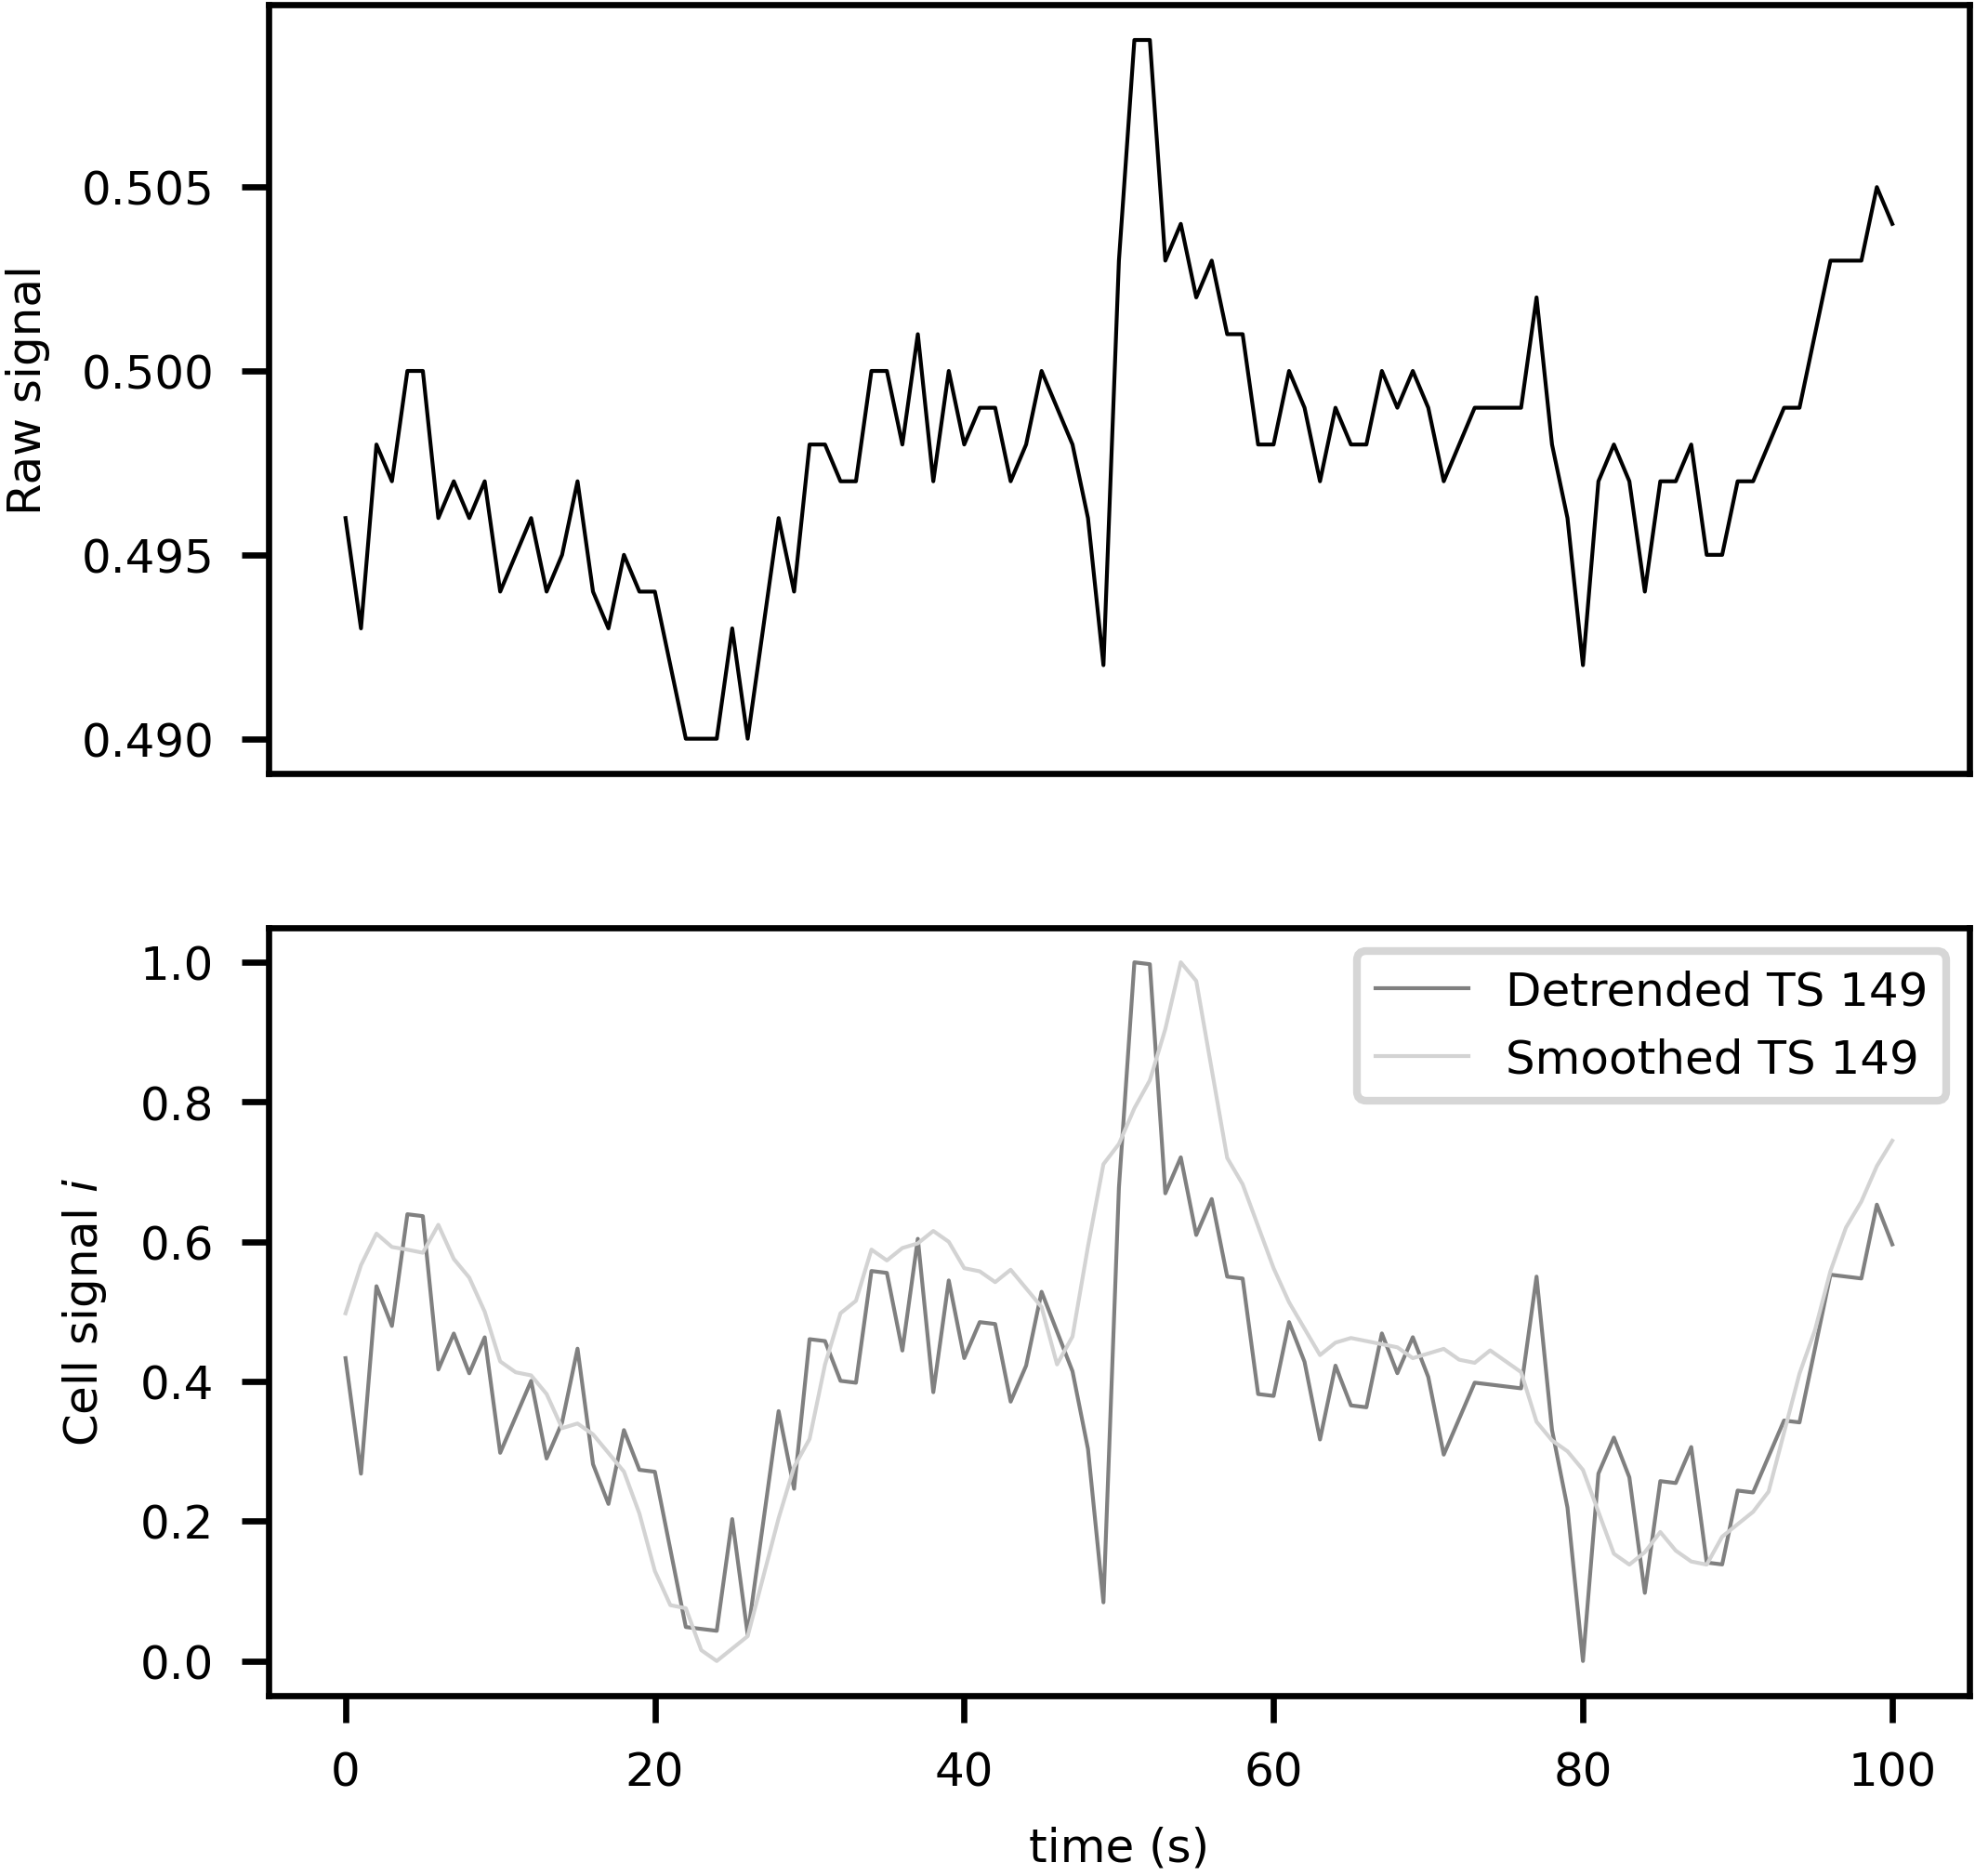 Raw signal
0.505
0.500
0.495
0.490
Cell signal i
1.0
0.8
0.6
0.4
0.2
0.0
Detrended TS 149
Smoothed TS 149
0 20 40 60 80 100
time (s)